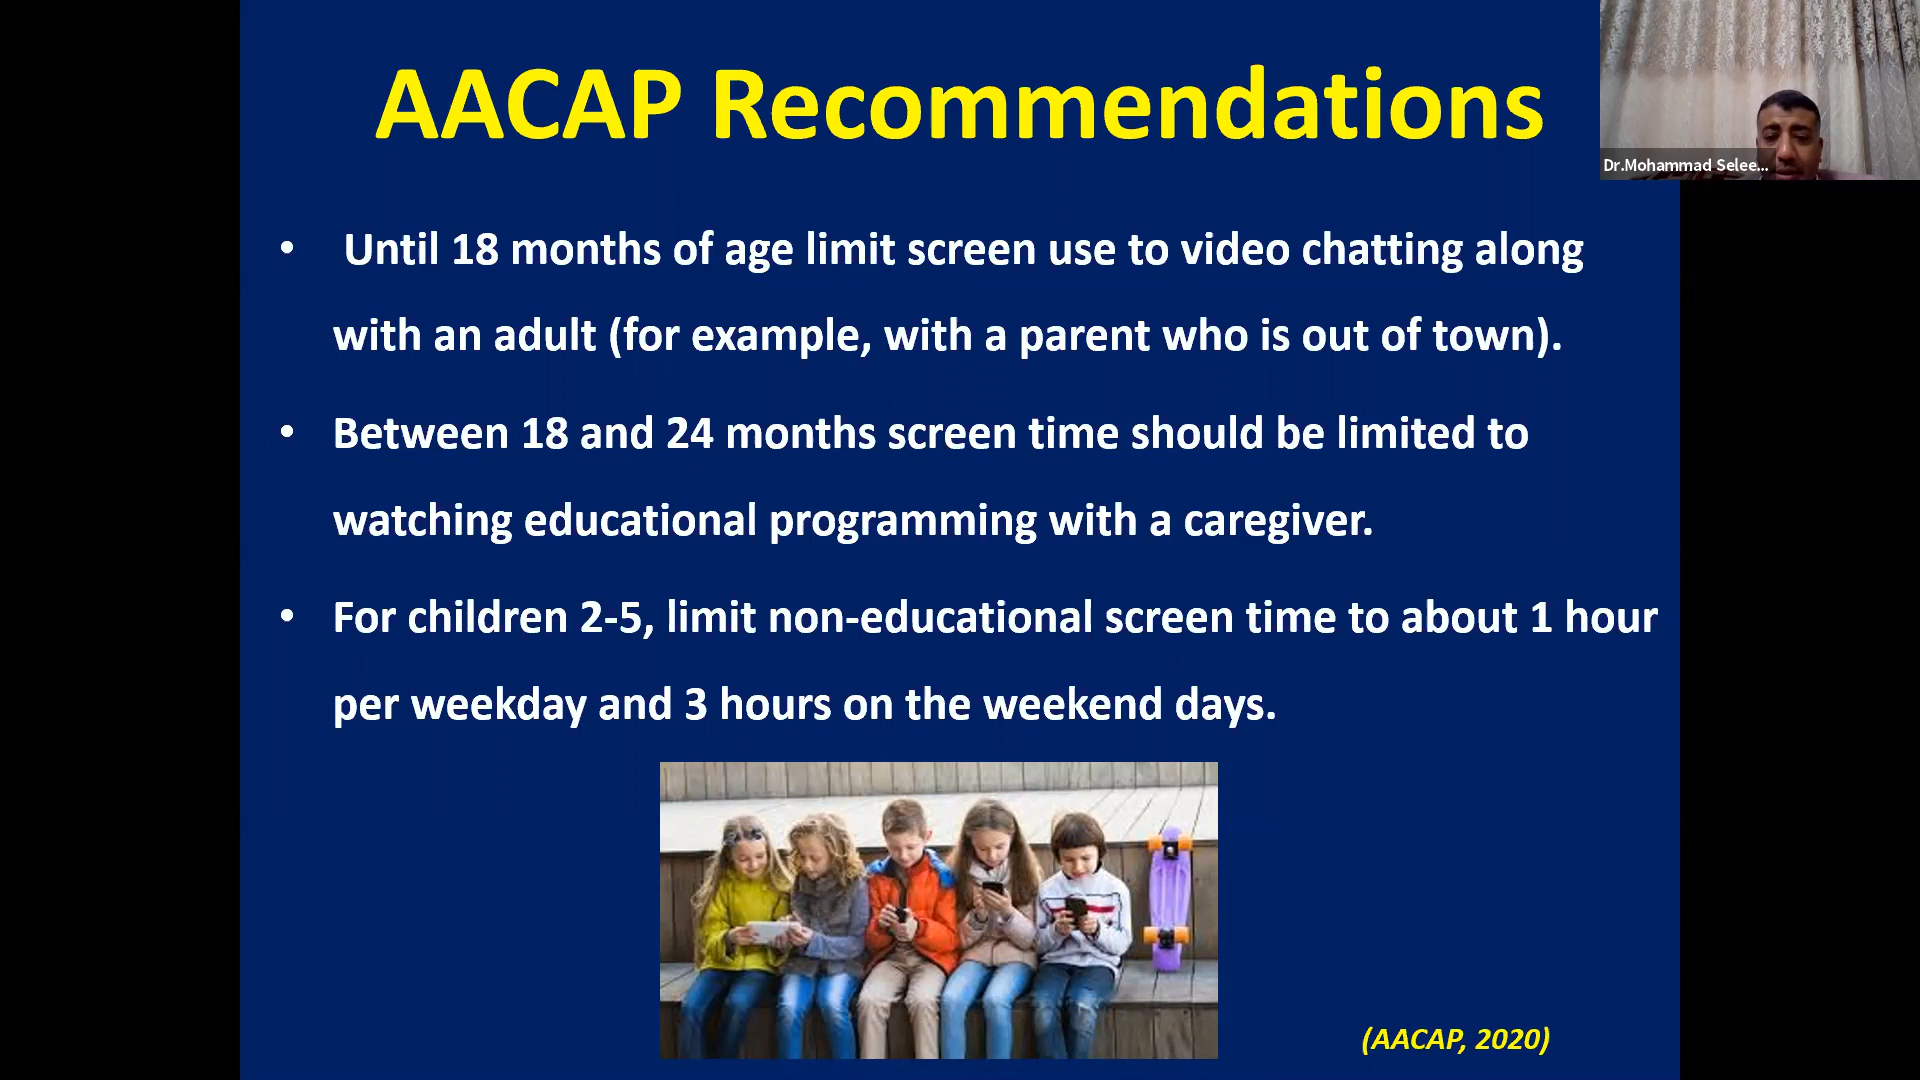 AACAP Recommendations
Dr.Mohammad Selee...
• Until 18 months of age limit screen use to video chatting along
with an adult (for example, with a parent who is out of town).
• Between 18 and 24 months screen time should be limited to
watching educational programming with a caregiver.
• For children 2-5, limit non-educational screen time to about 1 hour
per weekday and 3 hours on the weekend days.
(AACAP, 2020)